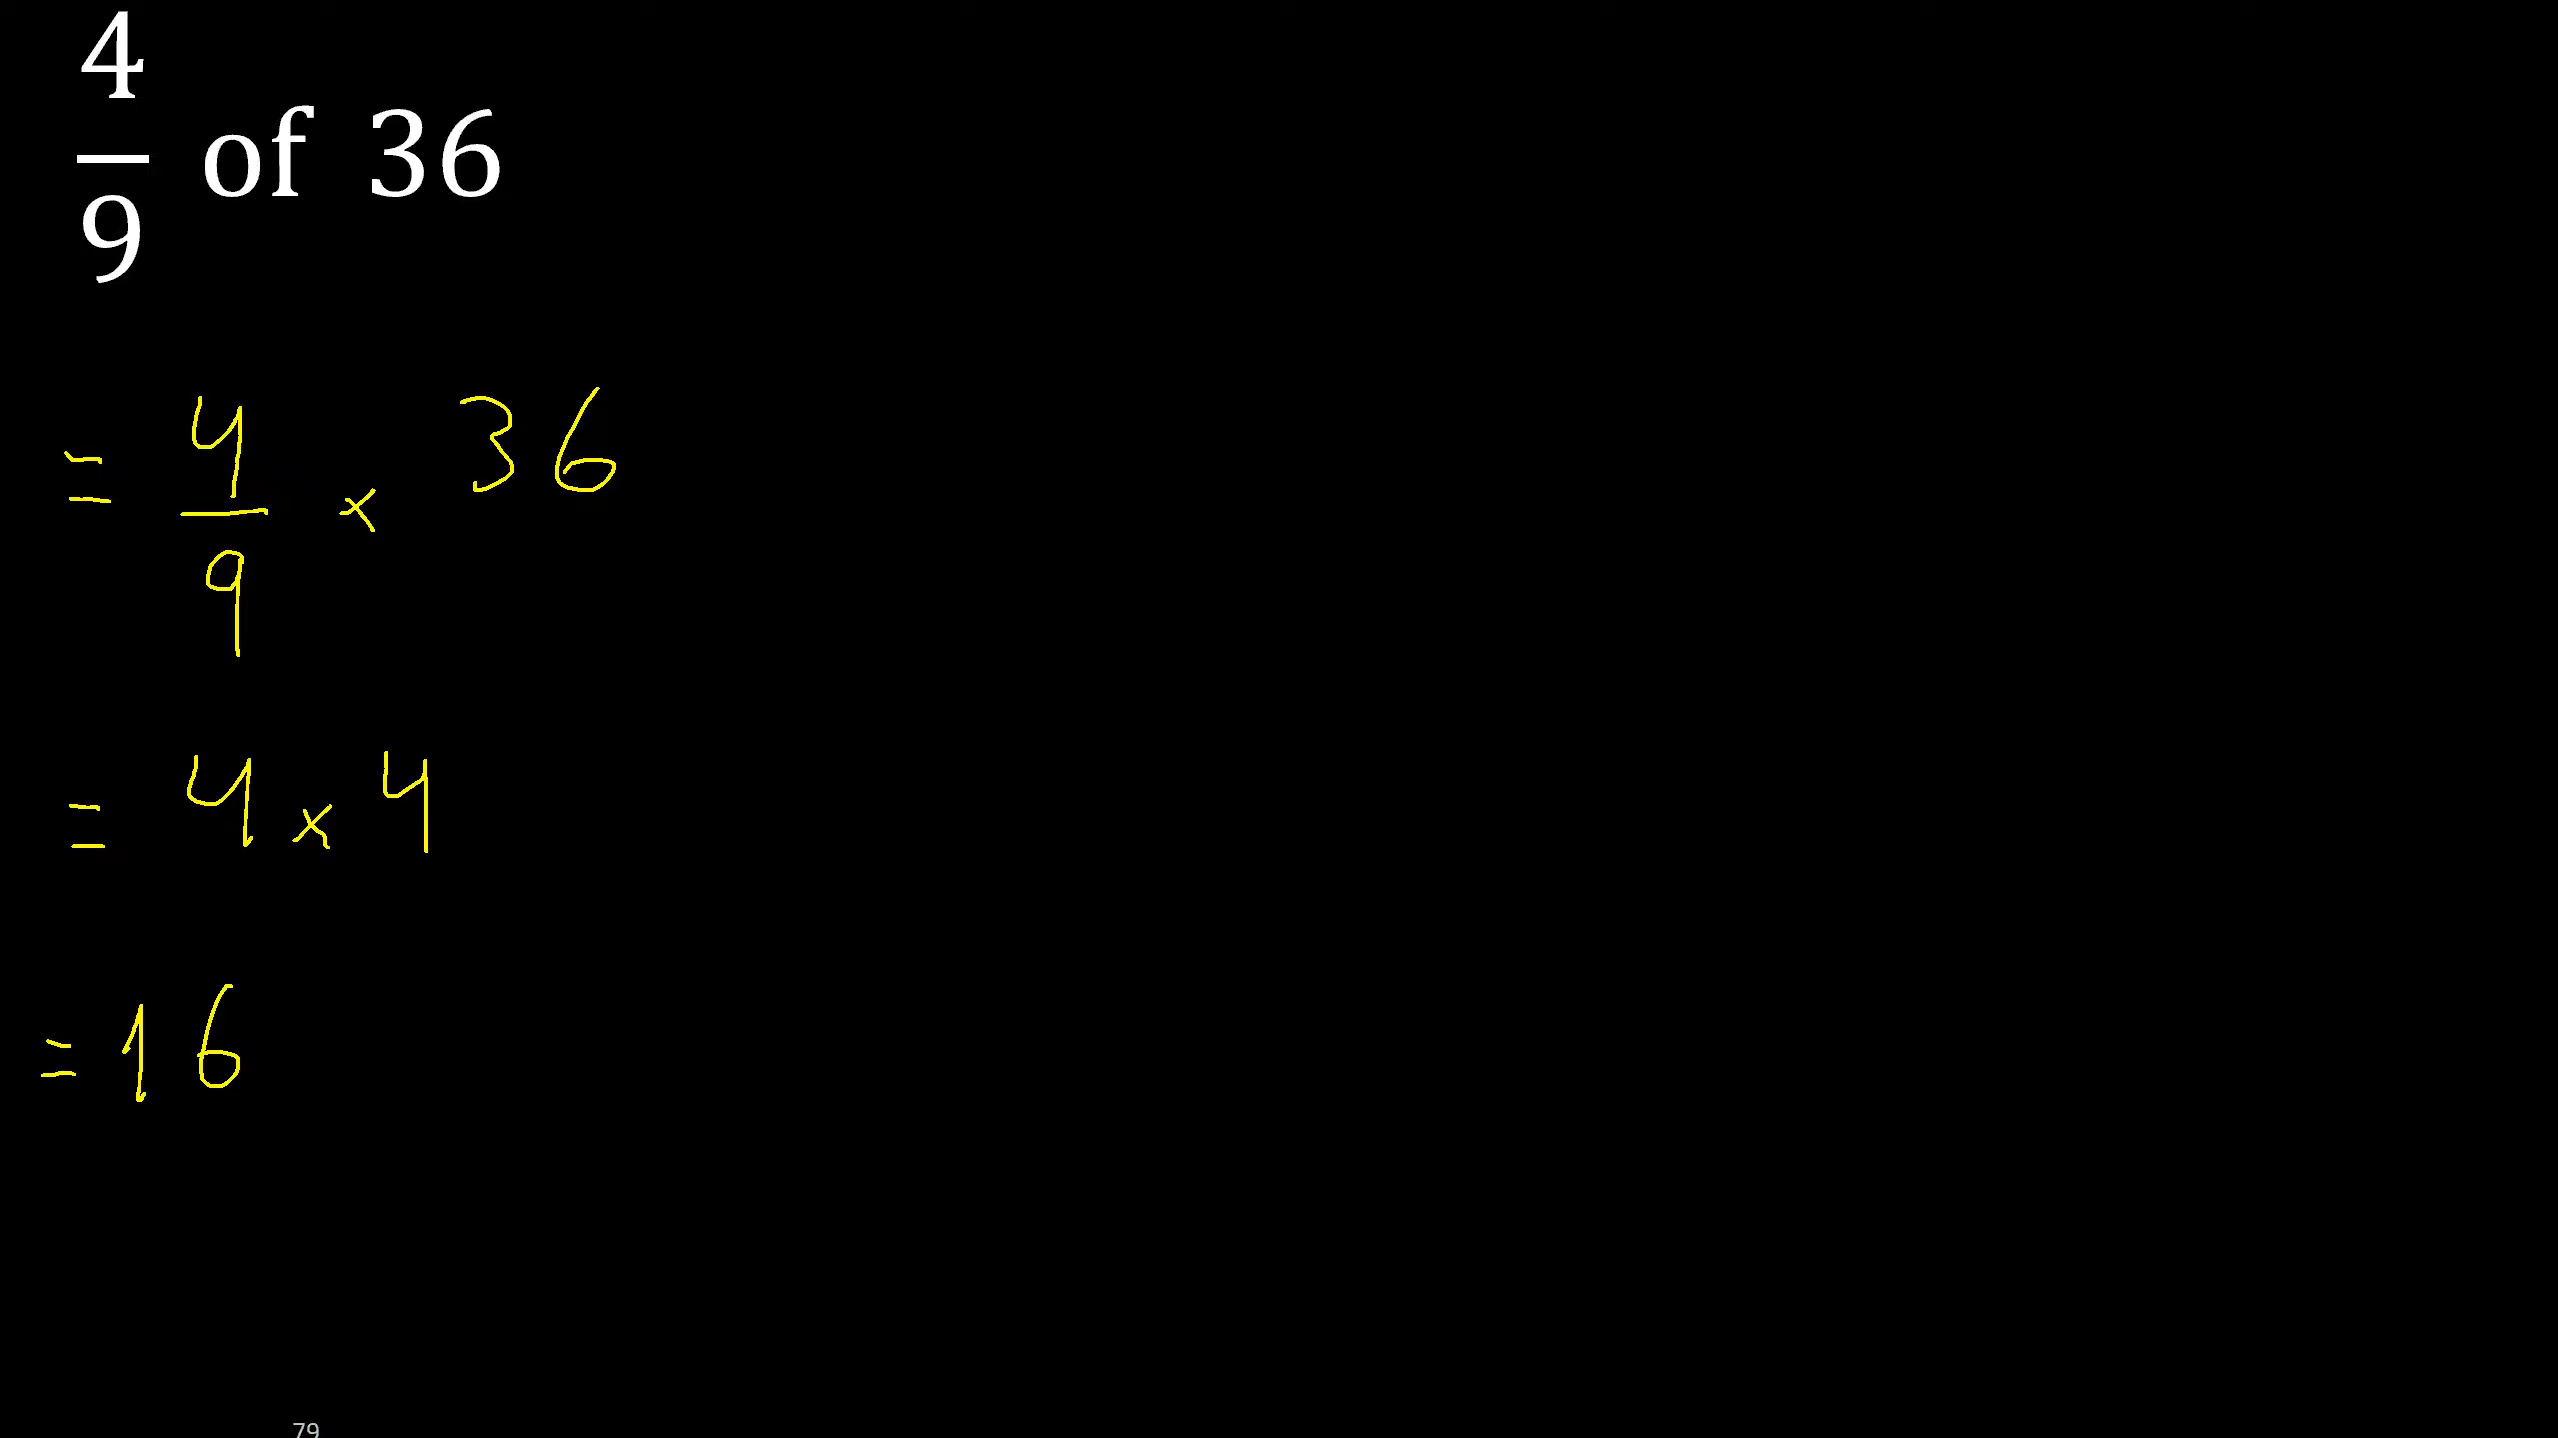 4/9 of 36
= 4/9 × 36
= 4 × 4
= 16
79